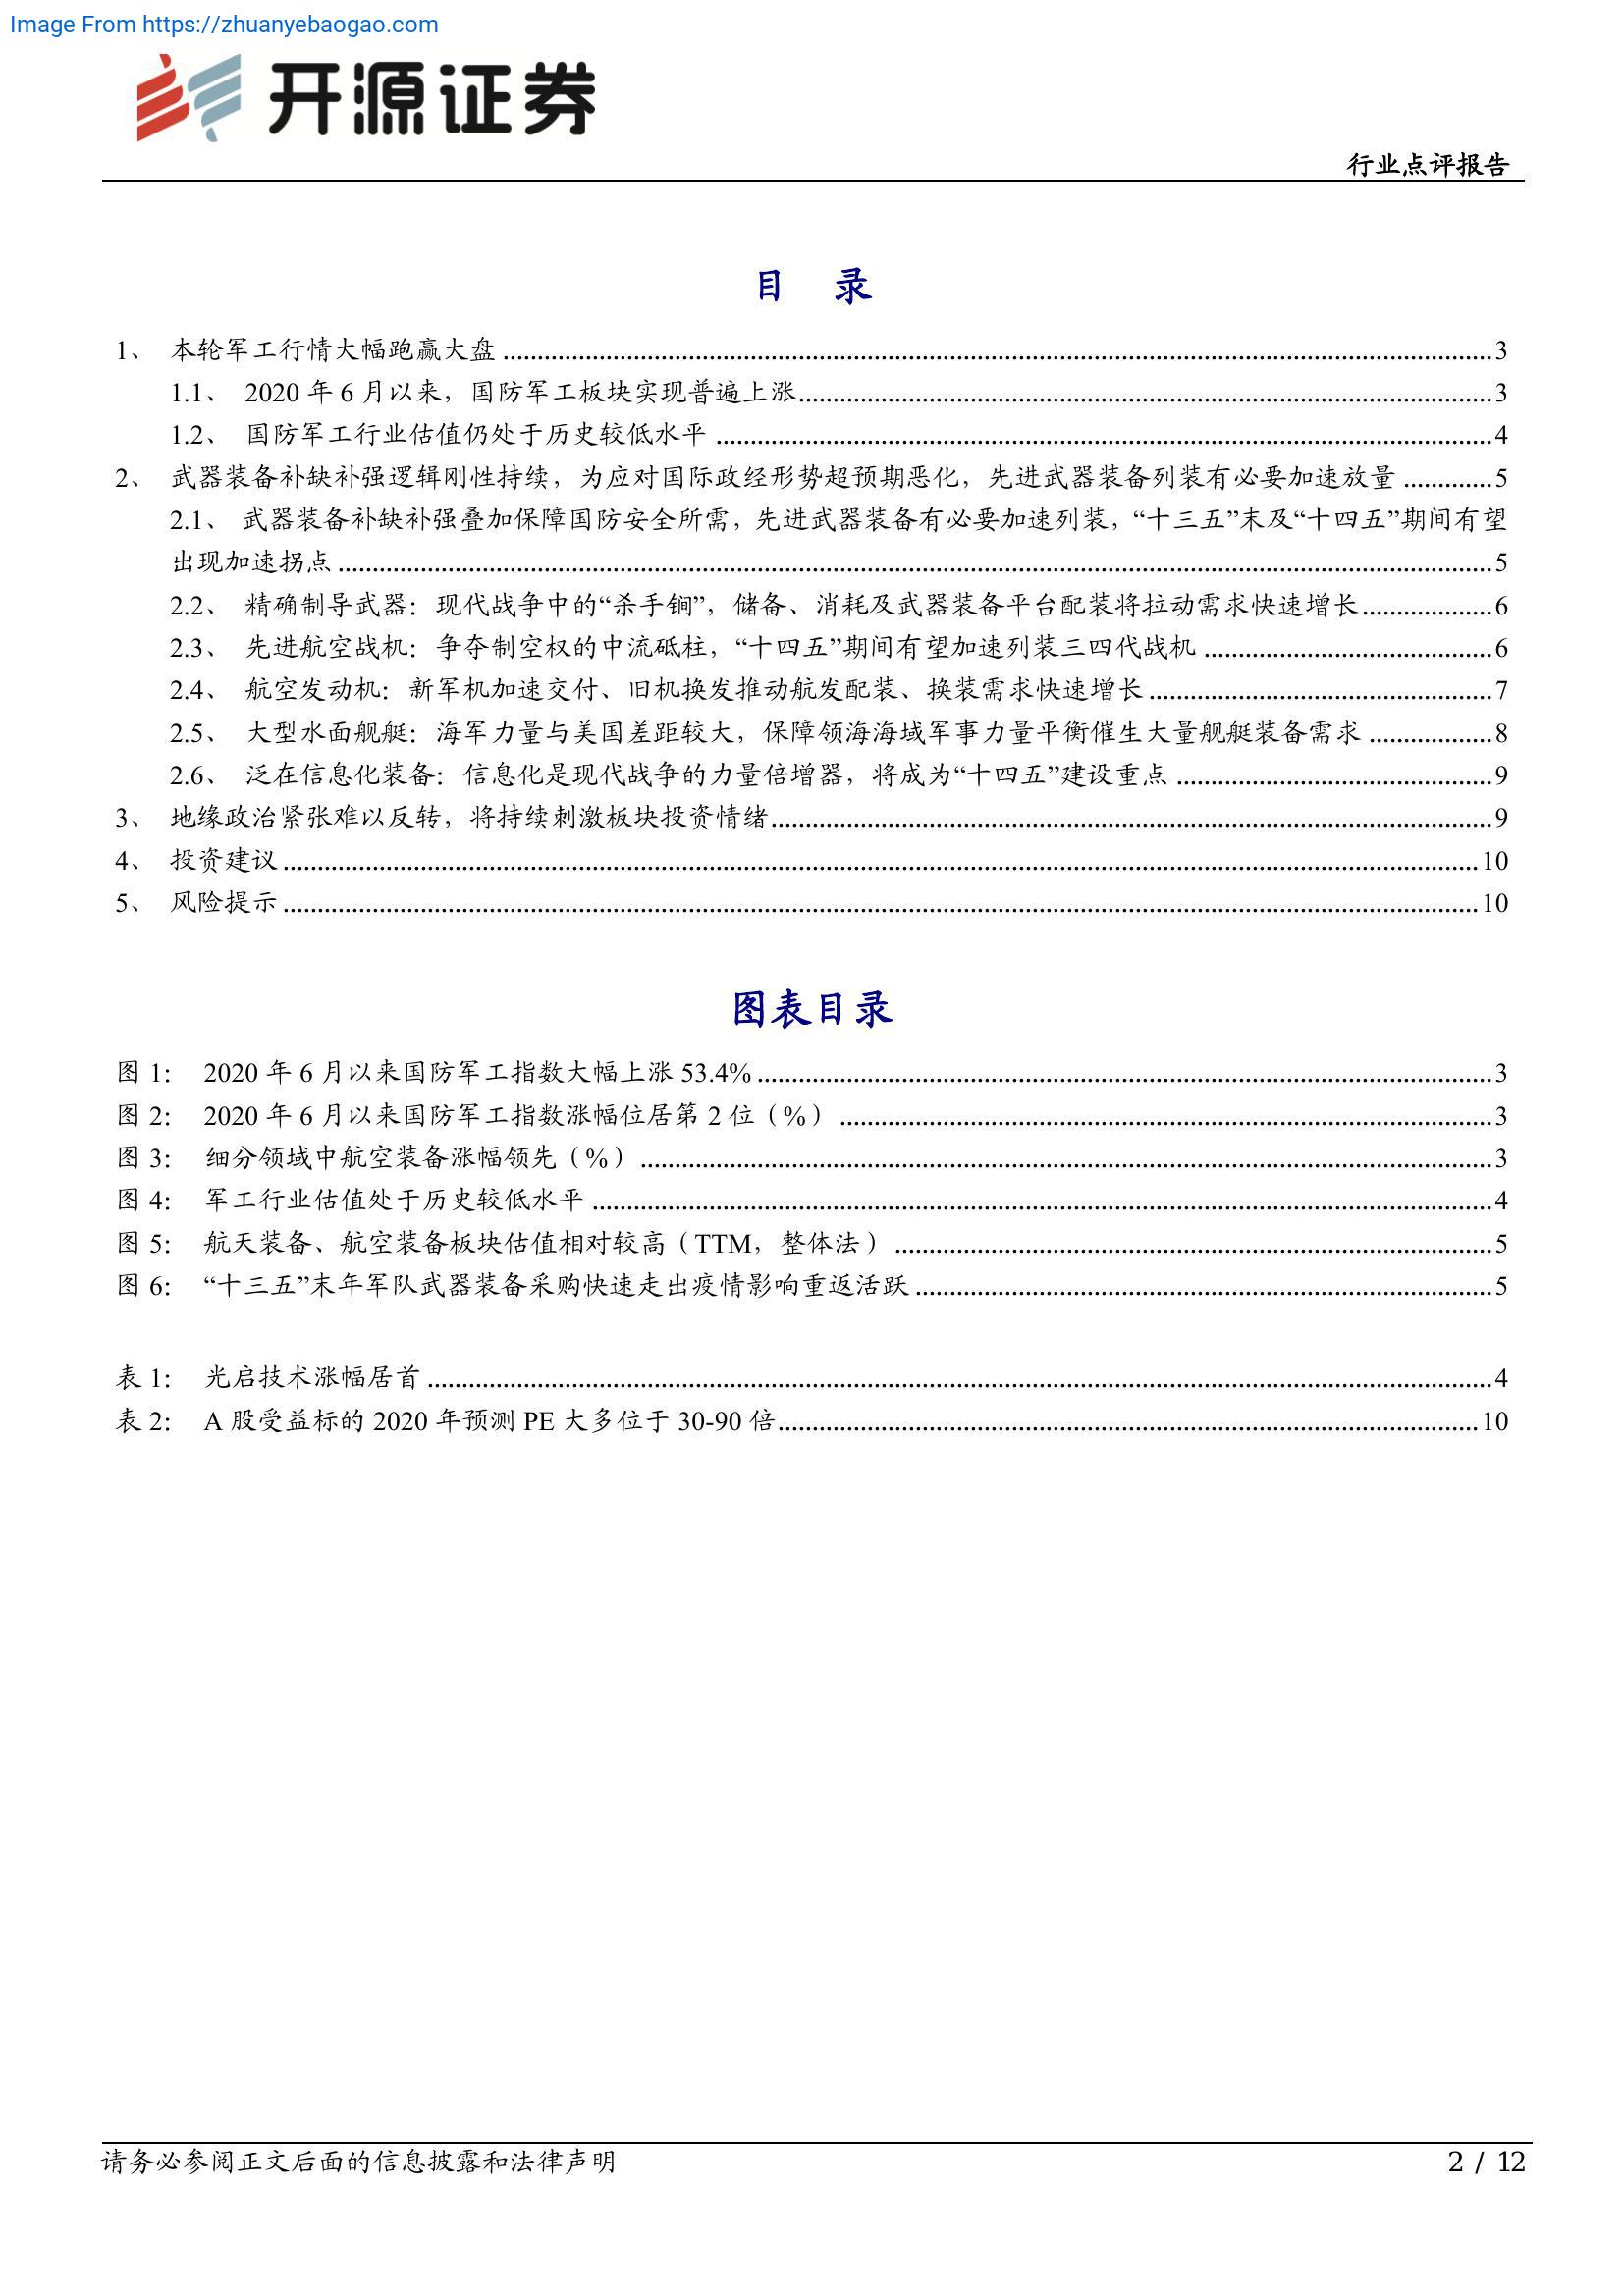 Image From https://zhuanyebaogao.com
开源证券
行业点评报告
目 录
1、 本轮军工行情大幅跑赢大盘 3
1.1、 2020 年 6 月以来，国防军工板块实现普遍上涨 3
1.2、 国防军工行业估值仍处于历史较低水平 4
2、 武器装备补缺补强逻辑刚性持续，为应对国际政经形势超预期恶化，先进武器装备列装有必要加速放量 5
2.1、 武器装备补缺补强叠加保障国防安全所需，先进武器装备有必要加速列装，“十三五”末及“十四五”期间有望
出现加速拐点 5
2.2、 精确制导武器：现代战争中的“杀手锏”，储备、消耗及武器装备平台配装将拉动需求快速增长 6
2.3、 先进航空战机：争夺制空权的中流砥柱，“十四五”期间有望加速列装三四代战机 6
2.4、 航空发动机：新军机加速交付、旧机换发推动航发配装、换装需求快速增长 7
2.5、 大型水面舰艇：海军力量与美国差距较大，保障领海海域军事力量平衡催生大量舰艇装备需求 8
2.6、 泛在信息化装备：信息化是现代战争的力量倍增器，将成为“十四五”建设重点 9
3、 地缘政治紧张难以反转，将持续刺激板块投资情绪 9
4、 投资建议 10
5、 风险提示 10
图表目录
图 1： 2020 年 6 月以来国防军工指数大幅上涨 53.4% 3
图 2： 2020 年 6 月以来国防军工指数涨幅位居第 2 位（%） 3
图 3： 细分领域中航空装备涨幅领先（%） 3
图 4： 军工行业估值处于历史较低水平 4
图 5： 航天装备、航空装备板块估值相对较高（TTM，整体法） 5
图 6： “十三五”末年军队武器装备采购快速走出疫情影响重返活跃 5
表 1： 光启技术涨幅居首 4
表 2： A 股受益标的 2020 年预测 PE 大多位于 30-90 倍 10
请务必参阅正文后面的信息披露和法律声明
2 / 12